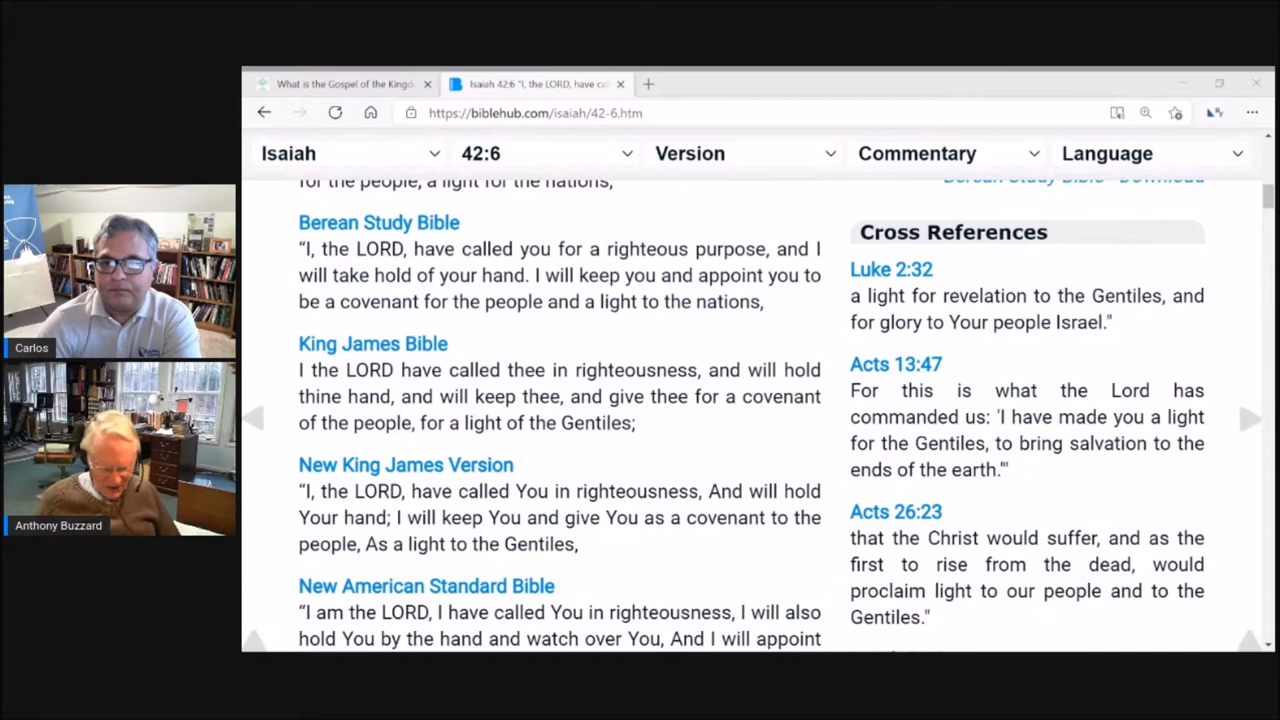 What is the Gospel of the Kingd
Isaiah 42:6 "I, the LORD, have ca
https://biblehub.com/isaiah/42-6.htm
Isaiah
42:6
Version
Commentary
Language
for the people, a light for the nations,
Berean Study Bible
“I, the LORD, have called you for a righteous purpose, and I
will take hold of your hand. I will keep you and appoint you to
be a covenant for the people and a light to the nations,
King James Bible
I the LORD have called thee in righteousness, and will hold
thine hand, and will keep thee, and give thee for a covenant
of the people, for a light of the Gentiles;
New King James Version
“I, the LORD, have called You in righteousness, And will hold
Your hand; I will keep You and give You as a covenant to the
people, As a light to the Gentiles,
New American Standard Bible
“I am the LORD, I have called You in righteousness, I will also
hold You by the hand and watch over You, And I will appoint
Berean Study Bible · Download
Cross References
Luke 2:32
a light for revelation to the Gentiles, and
for glory to Your people Israel."
Acts 13:47
For this is what the Lord has
commanded us: 'I have made you a light
for the Gentiles, to bring salvation to the
ends of the earth.'"
Acts 26:23
that the Christ would suffer, and as the
first to rise from the dead, would
proclaim light to our people and to the
Gentiles."
Carlos
Anthony Buzzard